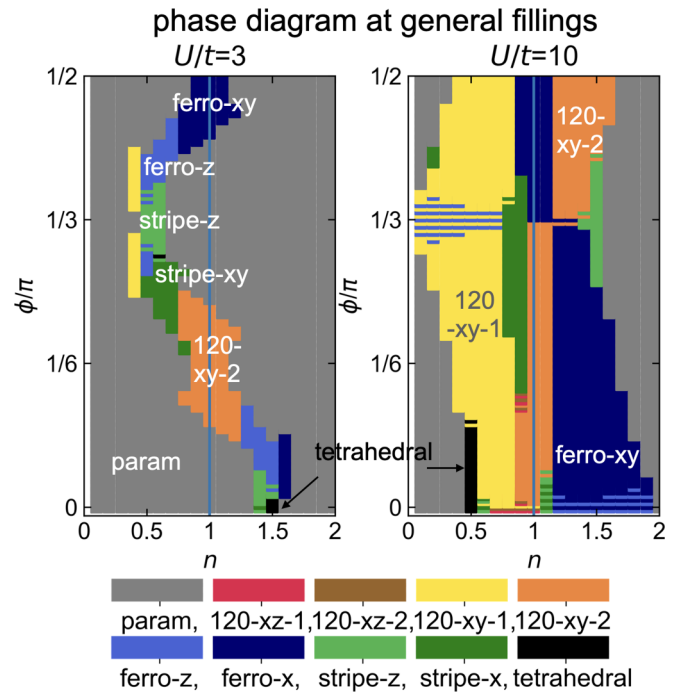 phase diagram at general fillings
U/t=3
U/t=10
1/2
1/3
1/6
0
ϕ/π
ferro-xy
ferro-z
stripe-z
stripe-xy
120-
xy-2
param
tetrahedral
0 0.5 1 1.5 2
n
1/2
1/3
1/6
0
ϕ/π
120-
xy-2
120
-xy-1
ferro-xy
0 0.5 1 1.5 2
n
param, 120-xz-1, 120-xz-2, 120-xy-1, 120-xy-2
ferro-z, ferro-x, stripe-z, stripe-x, tetrahedral